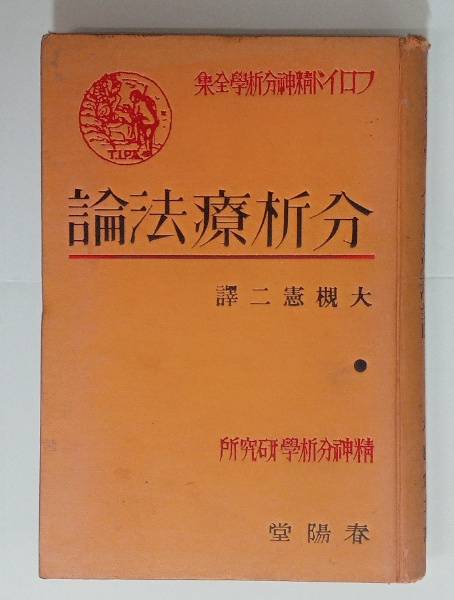 フロイド精神分析學全集
T.I.P.A
分析療法論
大槻憲二譯
精神分析學研究所
春陽堂